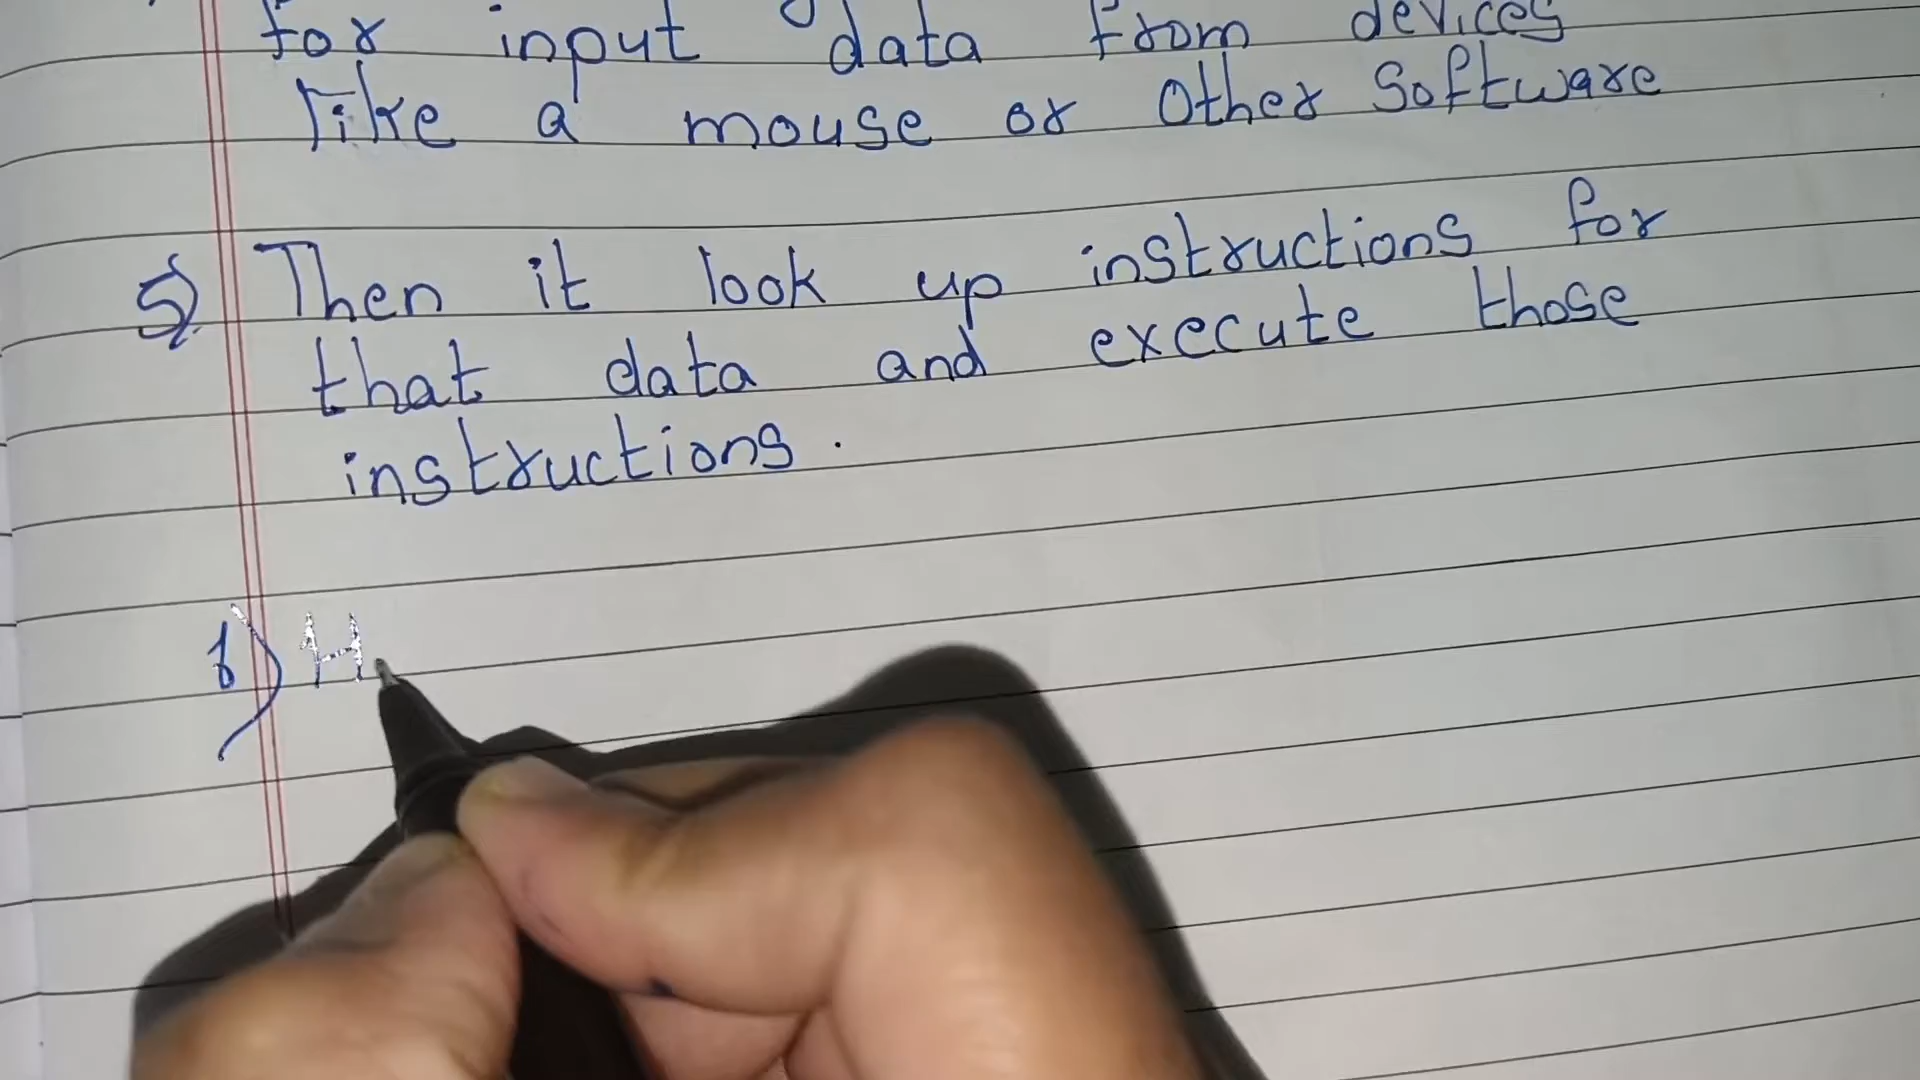 for input data from devices
like a mouse or other Software
5) Then it look up instructions for
that data and execute those
instructions.
6) H